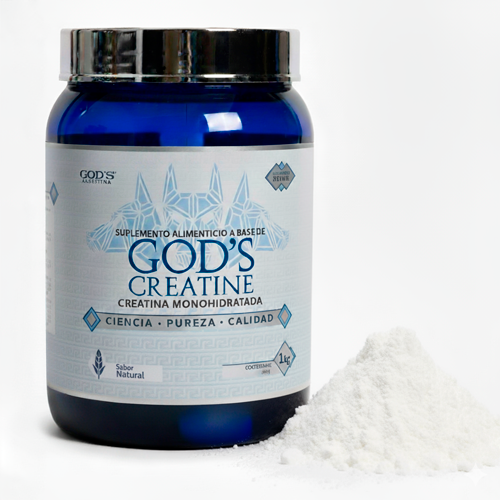 GOD'S
SUPLEMENTO ALIMENTICIO A BASE DE
GOD'S
CREATINE
CREATINA MONOHIDRATADA
CIENCIA • PUREZA • CALIDAD
Sabor
Natural
1kg